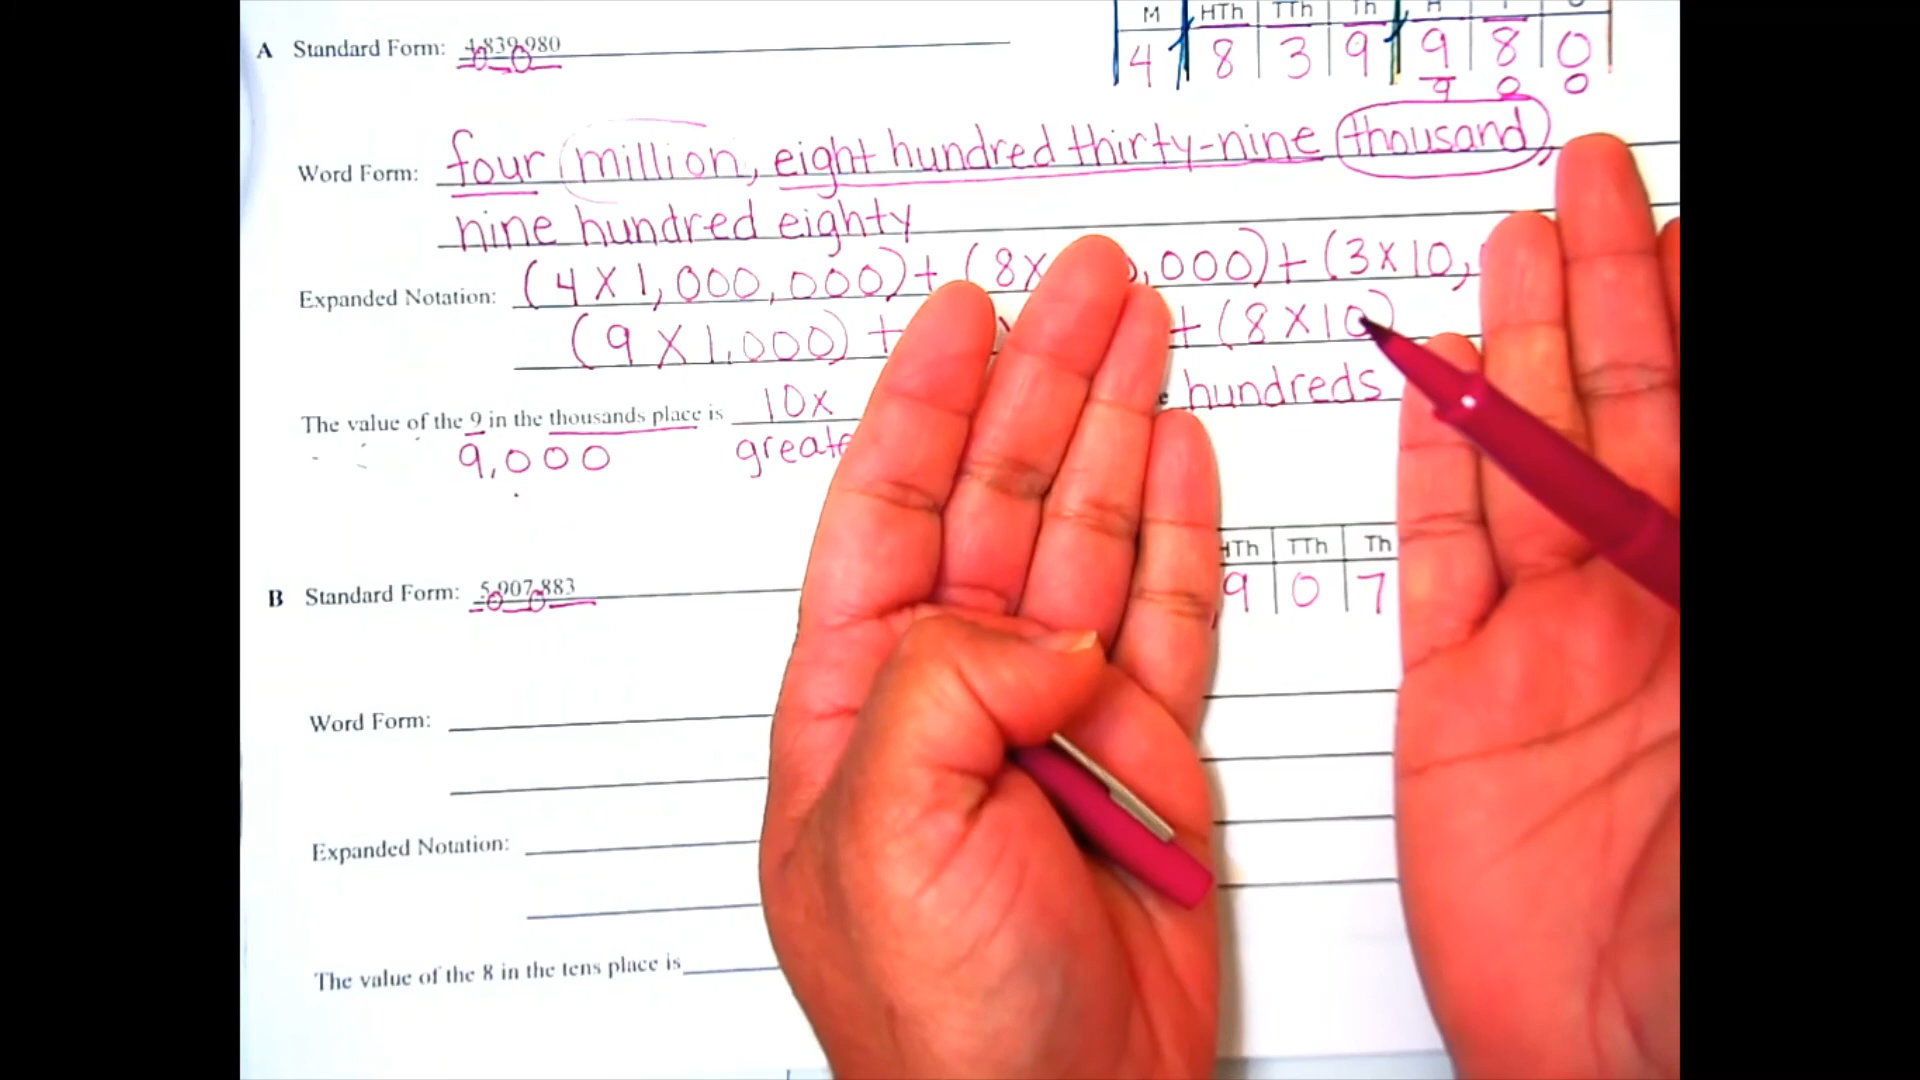 M HTh TTh Th H T
A Standard Form: 4,839,980
4 8 3 9 9 8 0
9 0 0
Word Form: four million, eight hundred thirty-nine thousand,
nine hundred eighty
Expanded Notation: (4 X 1,000,000) + (8 X ,000) + (3 X 10,
(9 X 1,000) + + (8 X 10)
The value of the 9 in the thousands place is 10x hundreds
9,000 greate
HTh TTh Th
B Standard Form: 5,907,883
9 0 7
Word Form:
Expanded Notation:
The value of the 8 in the tens place is